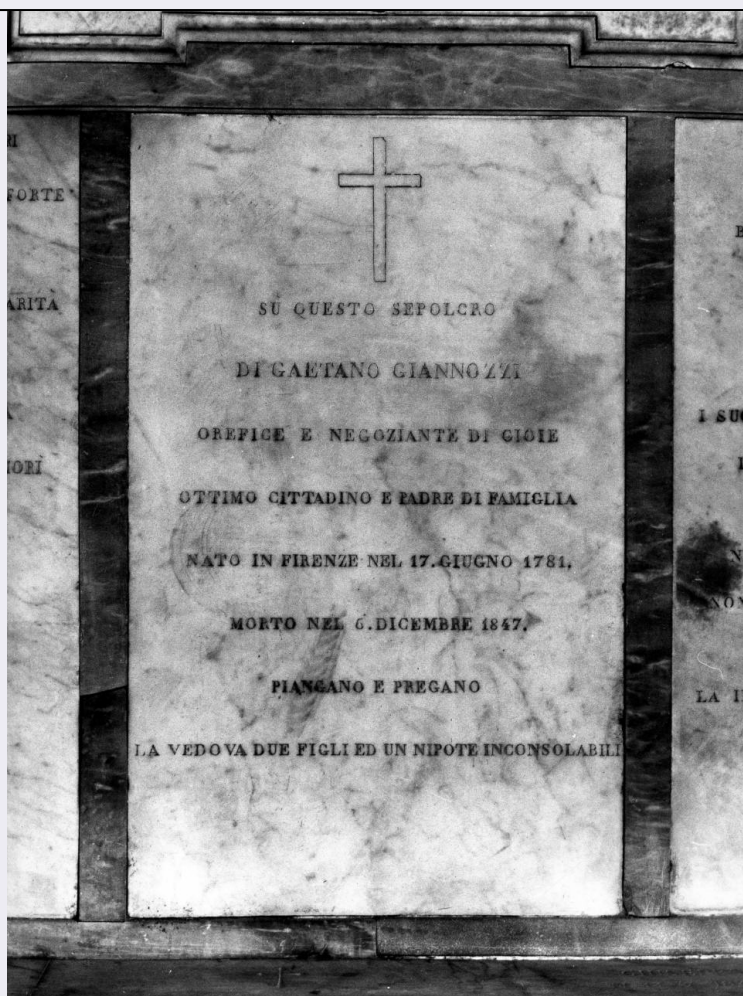 SU QUESTO SEPOLCRO
DI GAETANO GIANNOZZI
OREFICE E NEGOZIANTE DI GIOIE
OTTIMO CITTADINO E PADRE DI FAMIGLIA
NATO IN FIRENZE NEL 17.GIUGNO 1781.
MORTO NEL 6.DICEMBRE 1847.
PIANGANO E PREGANO
LA VEDOVA DUE FIGLI ED UN NIPOTE INCONSOLABILI
FORTE
ARITA
IORI
I SUO
NON
LA I